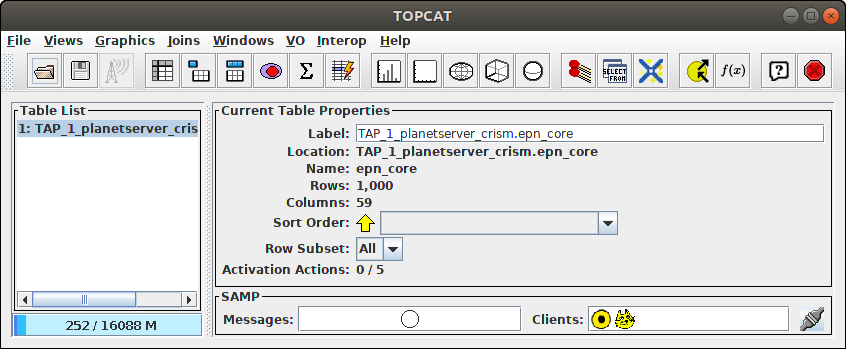 TOPCAT
File Views Graphics Joins Windows VO Interop Help
SELECT FROM f(x) ?
Table List
1: TAP_1_planetserver_cris
252 / 16088 M
Current Table Properties
Label: TAP_1_planetserver_crism.epn_core
Location: TAP_1_planetserver_crism.epn_core
Name: epn_core
Rows: 1,000
Columns: 59
Sort Order:
Row Subset: All
Activation Actions: 0 / 5
SAMP
Messages: Clients: